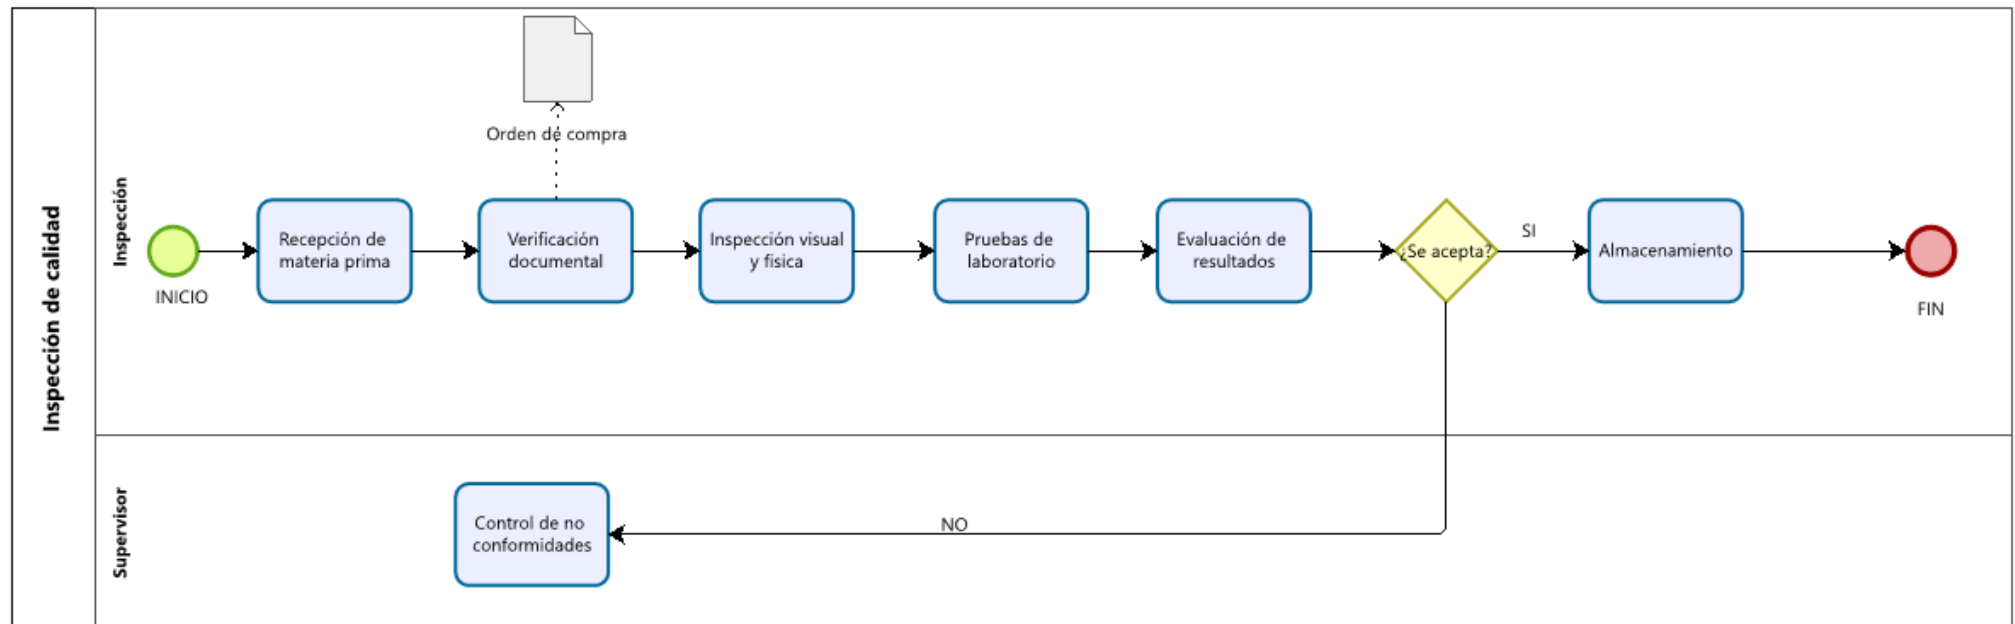 Inspección de calidad
Inspección
Orden de compra
INICIO
Recepción de
materia prima
Verificación
documental
Inspección visual
y fisica
Pruebas de
laboratorio
Evaluación de
resultados
¿Se acepta?
SI
Almacenamiento
FIN
Supervisor
Control de no
conformidades
NO